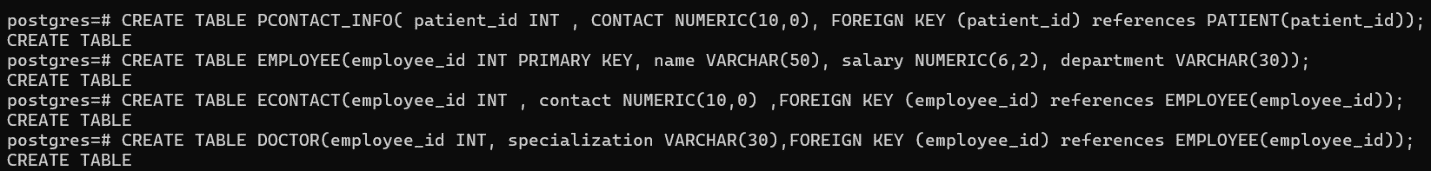 postgres=# CREATE TABLE PCONTACT_INFO( patient_id INT , CONTACT NUMERIC(10,0), FOREIGN KEY (patient_id) references PATIENT(patient_id));
CREATE TABLE
postgres=# CREATE TABLE EMPLOYEE(employee_id INT PRIMARY KEY, name VARCHAR(50), salary NUMERIC(6,2), department VARCHAR(30));
CREATE TABLE
postgres=# CREATE TABLE ECONTACT(employee_id INT , contact NUMERIC(10,0) ,FOREIGN KEY (employee_id) references EMPLOYEE(employee_id));
CREATE TABLE
postgres=# CREATE TABLE DOCTOR(employee_id INT, specialization VARCHAR(30),FOREIGN KEY (employee_id) references EMPLOYEE(employee_id));
CREATE TABLE